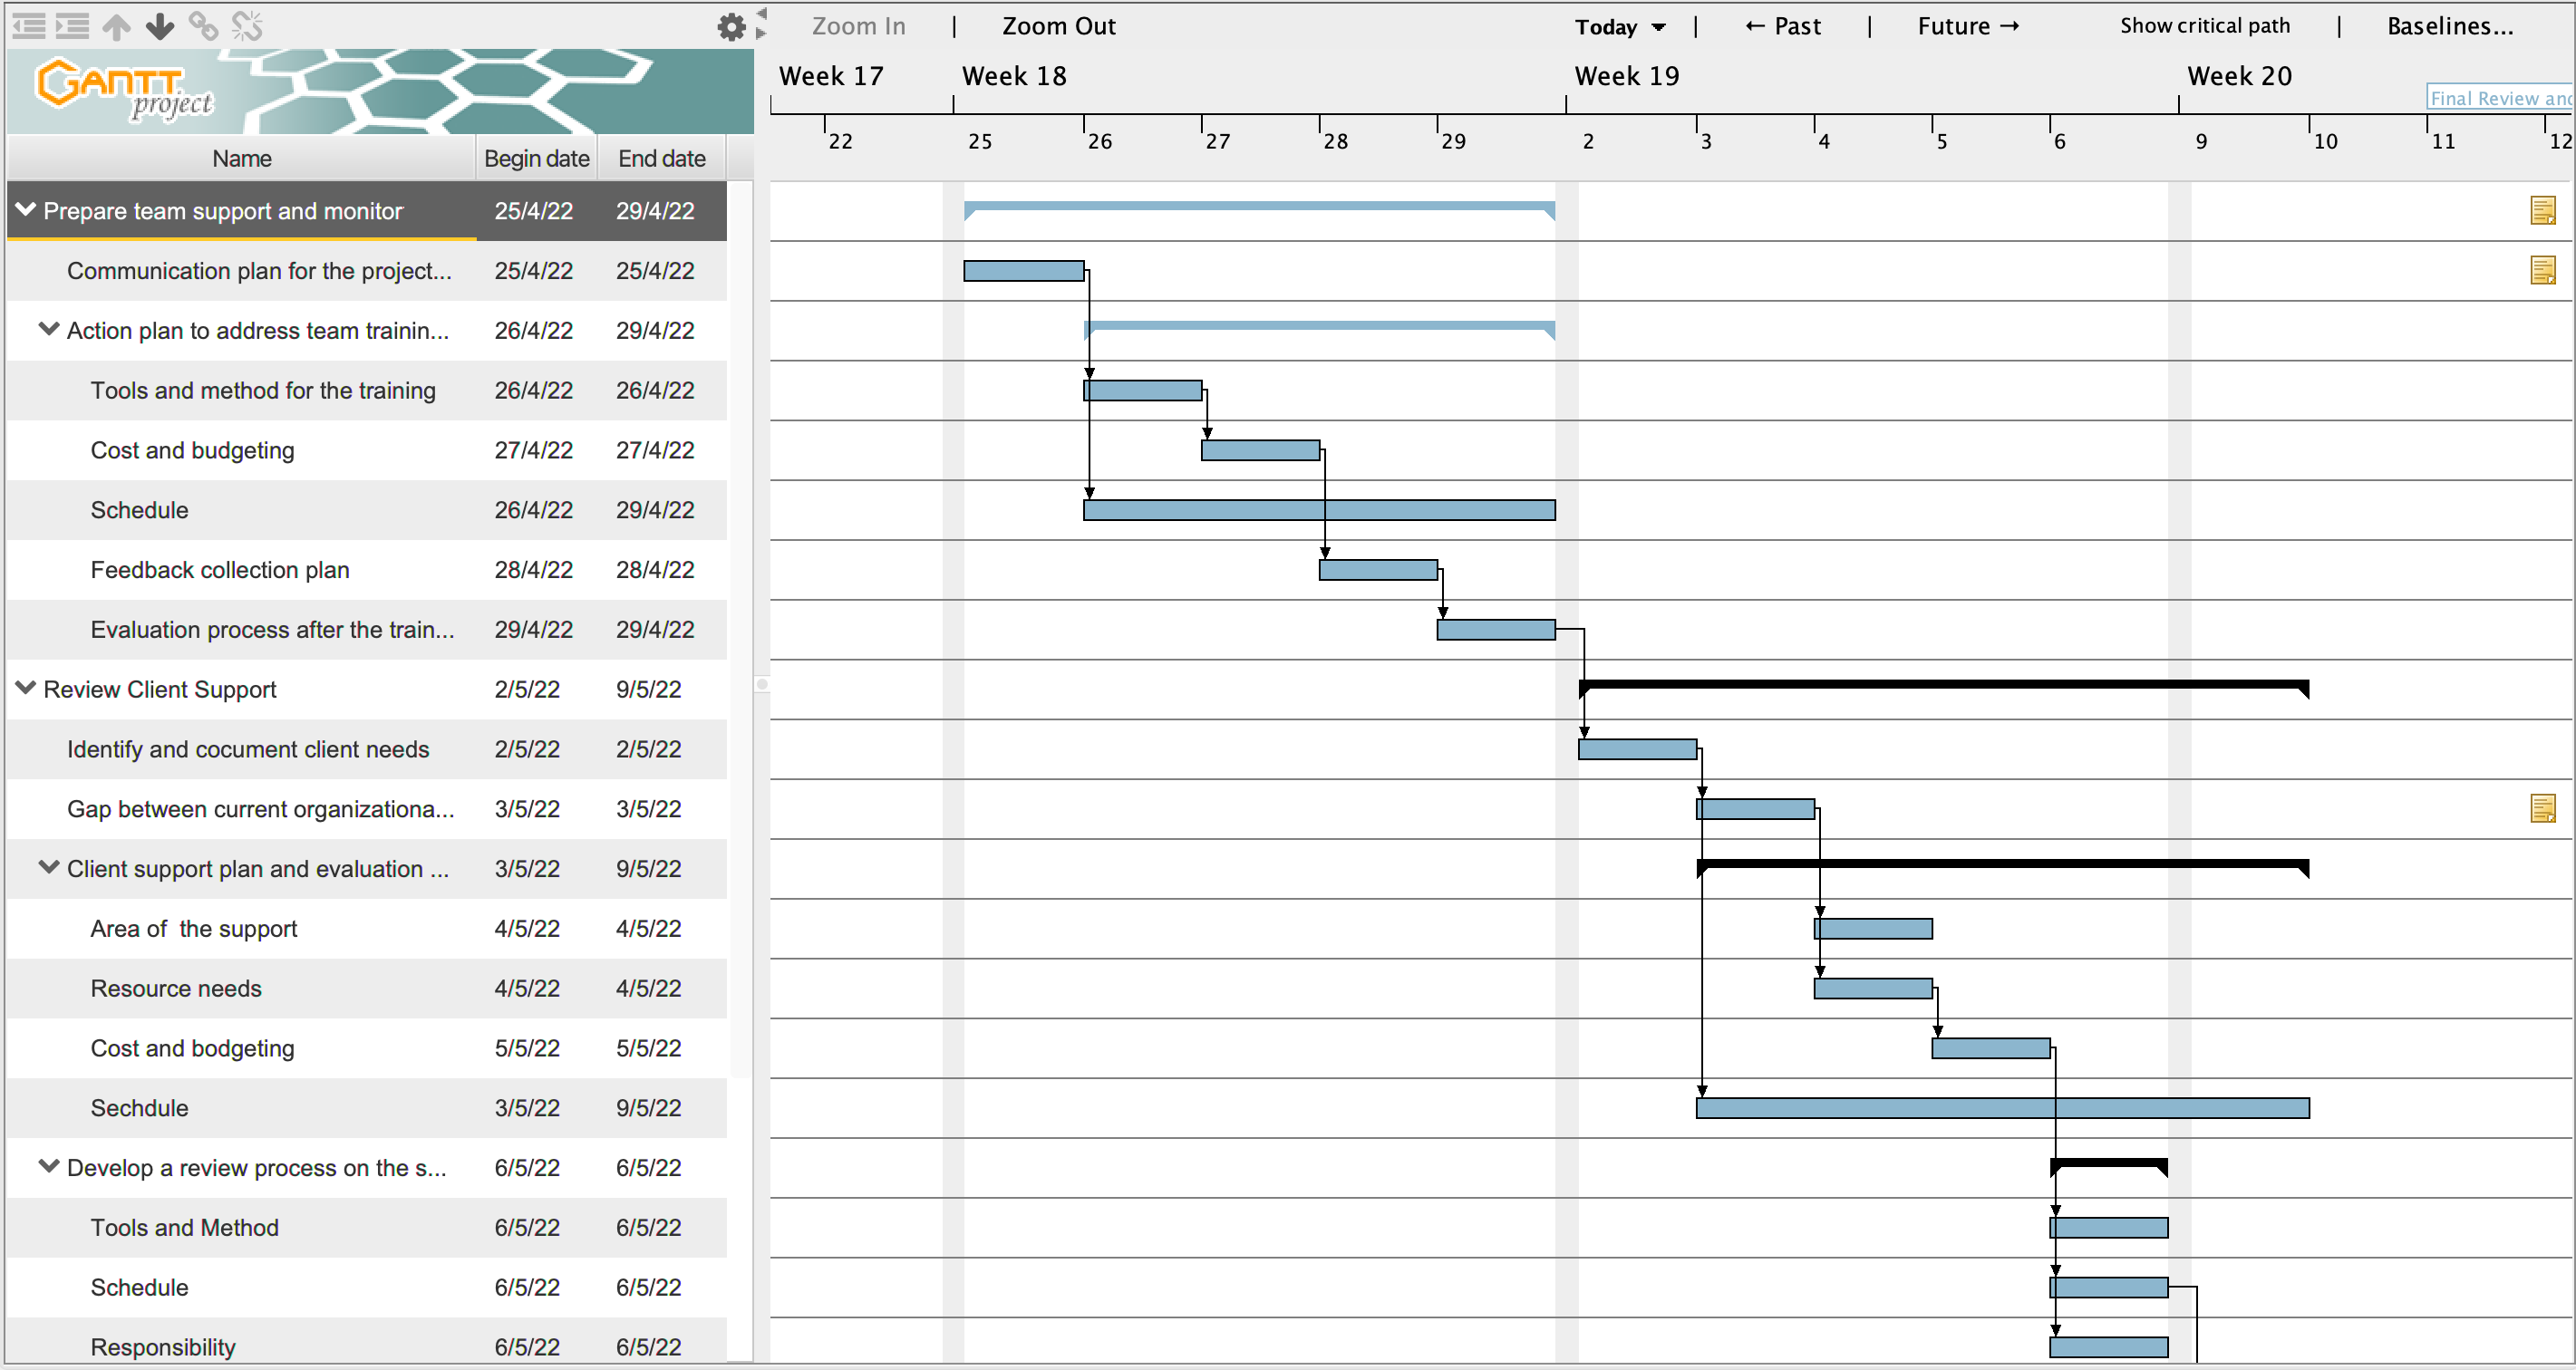 Zoom In | Zoom Out Today | ← Past | Future → Show critical path | Baselines...
GANTT project
Week 17 Week 18 Week 19 Week 20
Final Review and
22 25 26 27 28 29 2 3 4 5 6 9 10 11 12
Name Begin date End date
Prepare team support and monitor 25/4/22 29/4/22
Communication plan for the project... 25/4/22 25/4/22
Action plan to address team trainin... 26/4/22 29/4/22
Tools and method for the training 26/4/22 26/4/22
Cost and budgeting 27/4/22 27/4/22
Schedule 26/4/22 29/4/22
Feedback collection plan 28/4/22 28/4/22
Evaluation process after the train... 29/4/22 29/4/22
Review Client Support 2/5/22 9/5/22
Identify and cocument client needs 2/5/22 2/5/22
Gap between current organizationa... 3/5/22 3/5/22
Client support plan and evaluation ... 3/5/22 9/5/22
Area of  the support 4/5/22 4/5/22
Resource needs 4/5/22 4/5/22
Cost and bodgeting 5/5/22 5/5/22
Sechdule 3/5/22 9/5/22
Develop a review process on the s... 6/5/22 6/5/22
Tools and Method 6/5/22 6/5/22
Schedule 6/5/22 6/5/22
Responsibility 6/5/22 6/5/22